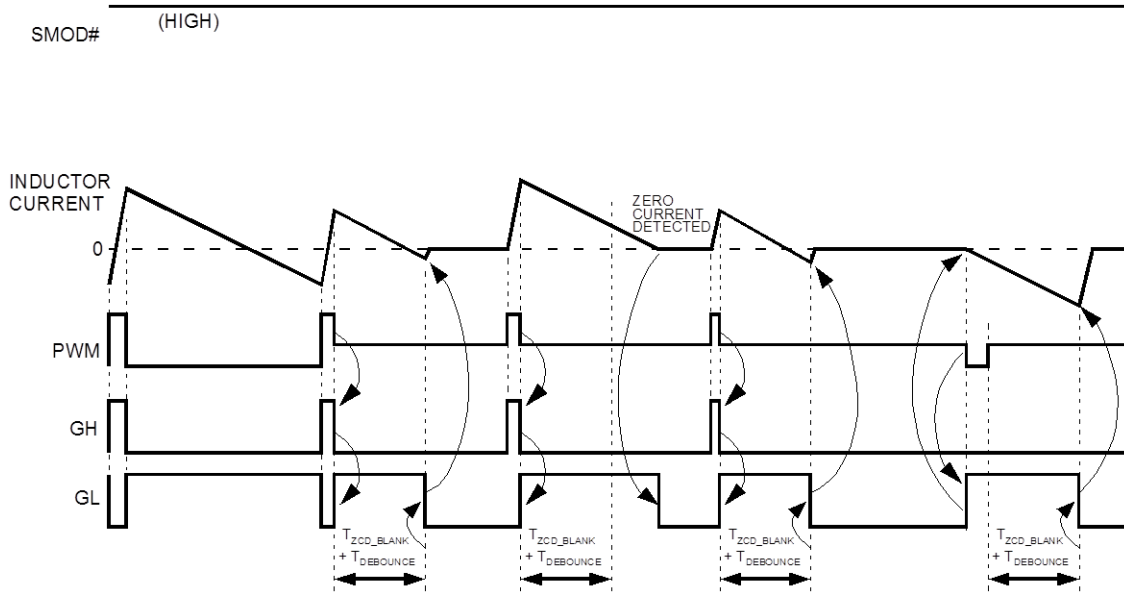 SMOD#
(HIGH)
INDUCTOR
CURRENT
0
ZERO
CURRENT
DETECTED
PWM
GH
GL
TZCD_BLANK
+ TDEBOUNCE
TZCD_BLANK
+ TDEBOUNCE
TZCD_BLANK
+ TDEBOUNCE
TZCD_BLANK
+ TDEBOUNCE